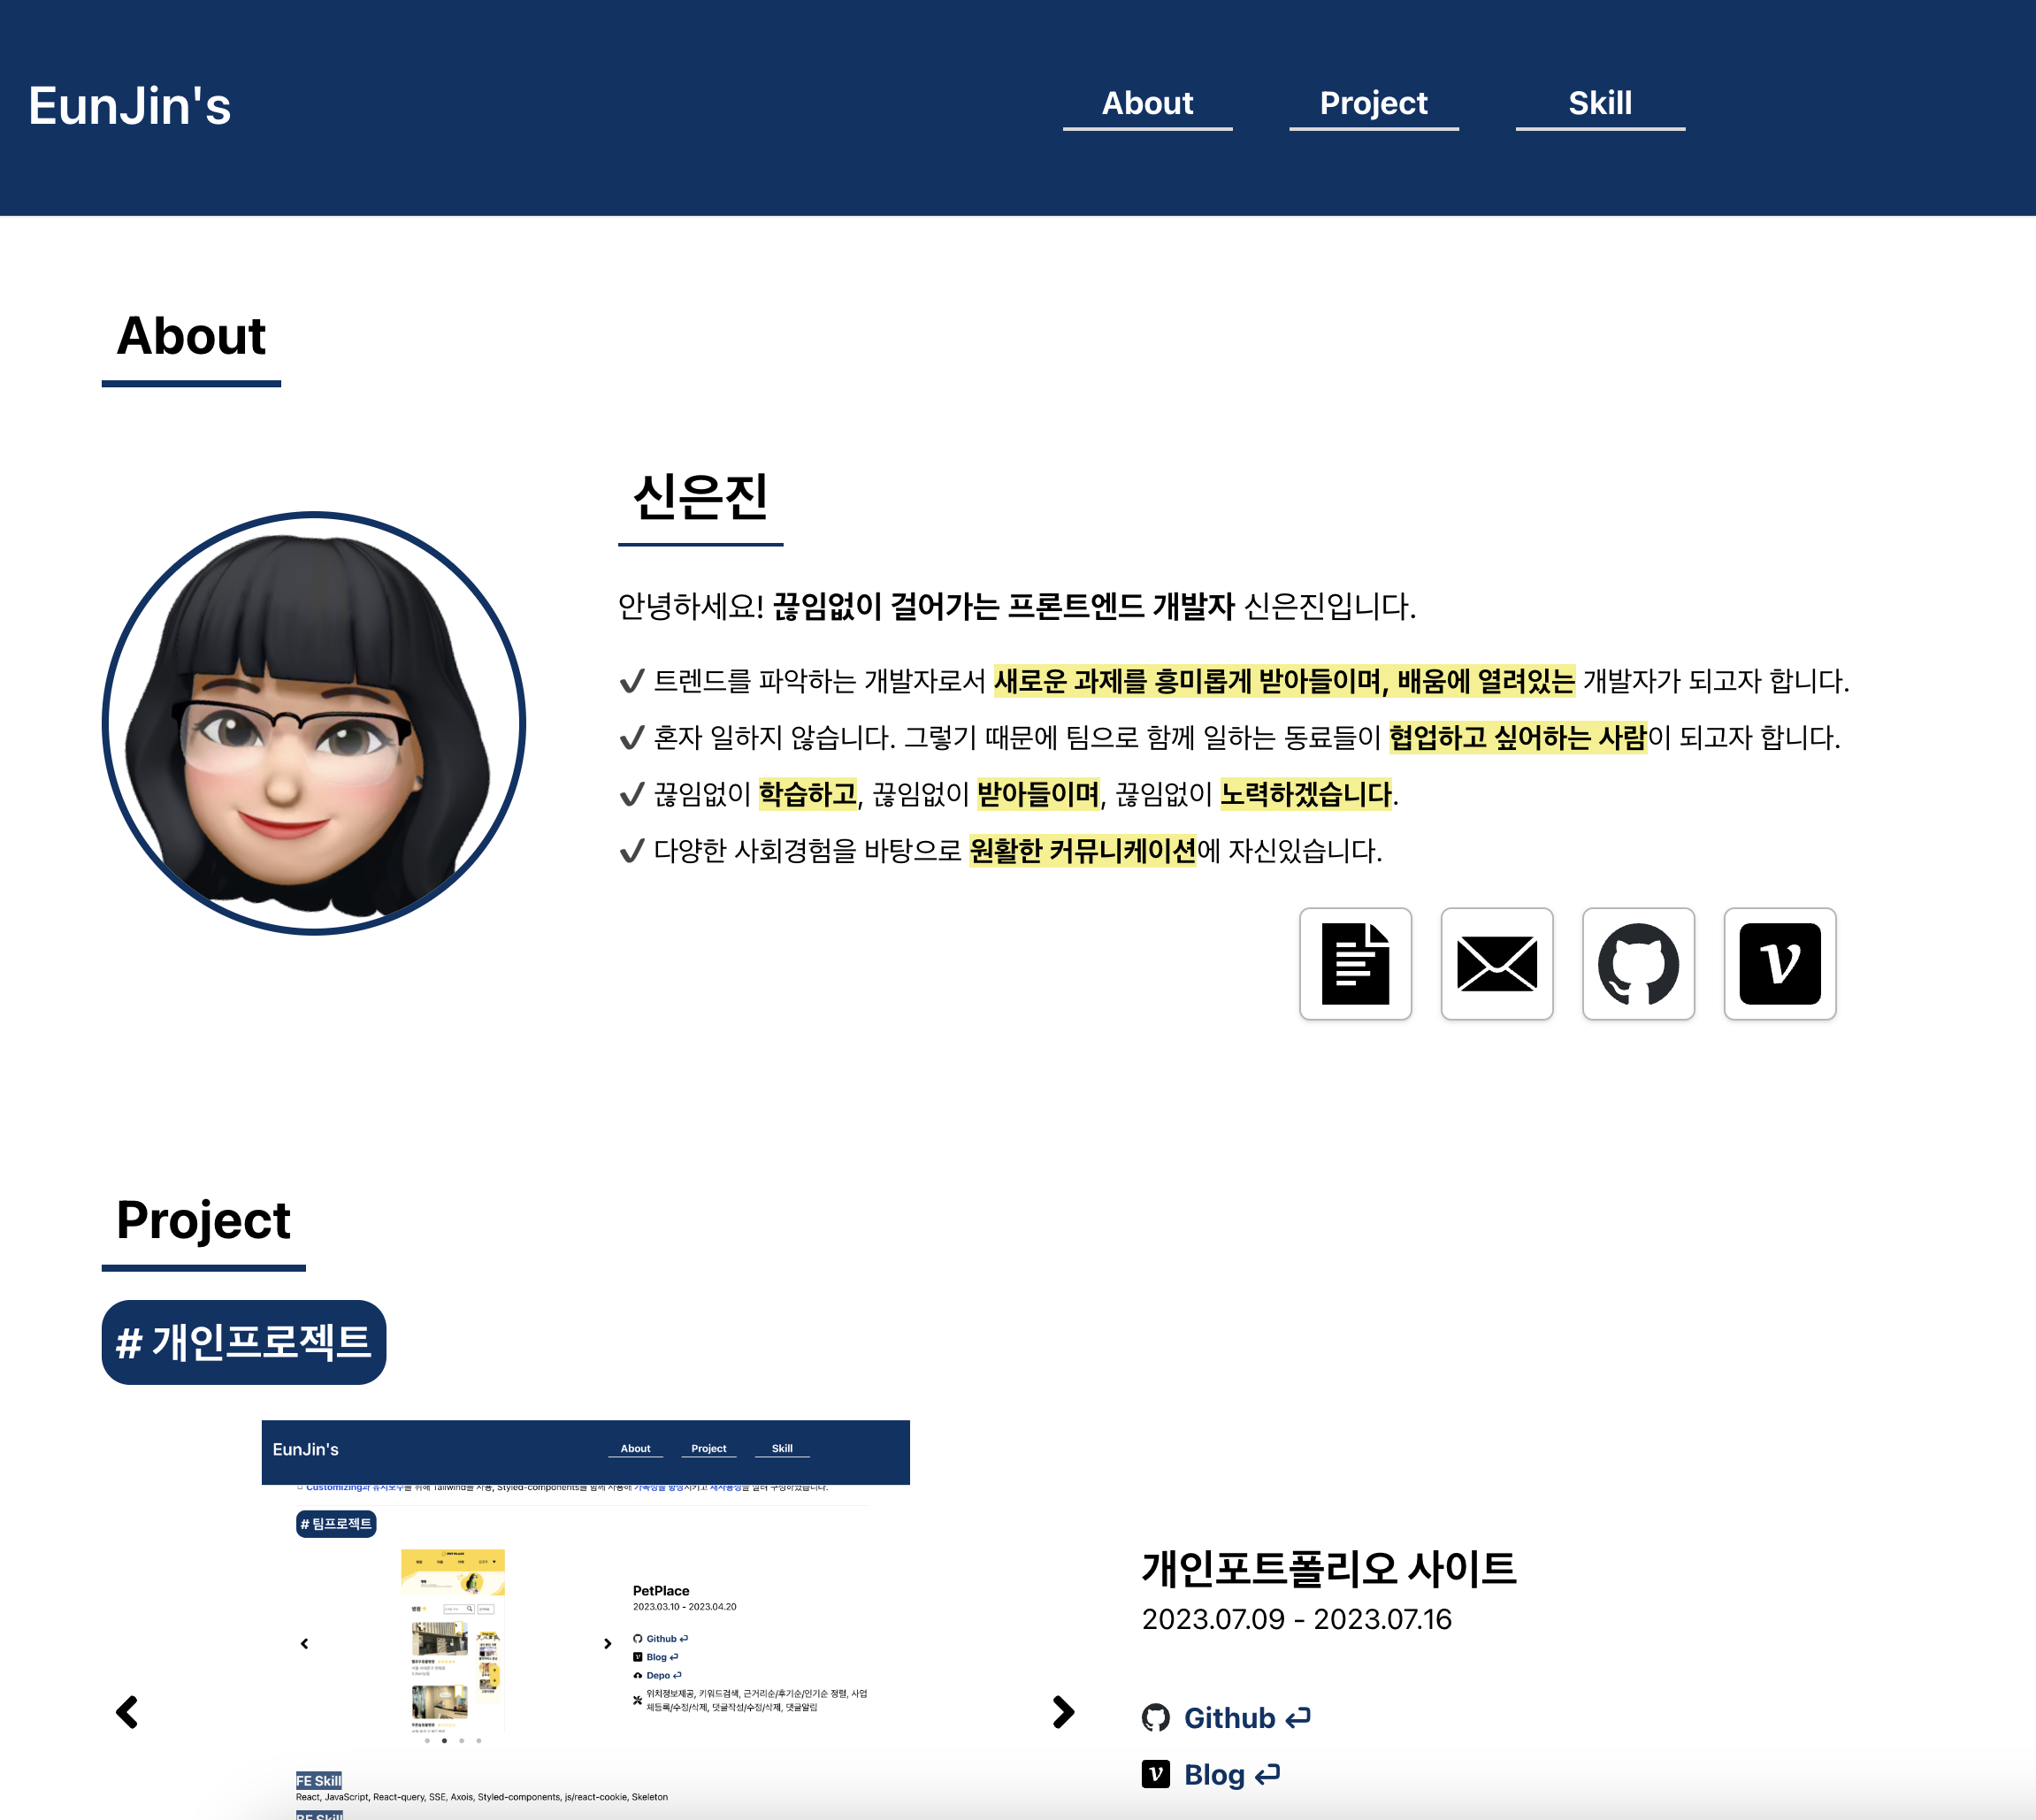 EunJin's
About
Project
Skill
About
신은진
안녕하세요! 끊임없이 걸어가는 프론트엔드 개발자 신은진입니다.
✔ 트렌드를 파악하는 개발자로서 새로운 과제를 흥미롭게 받아들이며, 배움에 열려있는 개발자가 되고자 합니다.
✔ 혼자 일하지 않습니다. 그렇기 때문에 팀으로 함께 일하는 동료들이 협업하고 싶어하는 사람이 되고자 합니다.
✔ 끊임없이 학습하고, 끊임없이 받아들이며, 끊임없이 노력하겠습니다.
✔ 다양한 사회경험을 바탕으로 원활한 커뮤니케이션에 자신있습니다.
Project
# 개인프로젝트
EunJin's
About
Project
Skill
# 팀프로젝트
PetPlace
2023.03.10 - 2023.04.20
Github
Blog
Depo
위치정보제공, 키워드검색, 근거리순/후기순/인기순 정렬, 사업
체등록/수정/삭제, 댓글작성/수정/삭제, 댓글알림
FE Skill
React, JavaScript, React-query, SSE, Axois, Styled-components, js/react-cookie, Skeleton
개인포트폴리오 사이트
2023.07.09 - 2023.07.16
Github
Blog